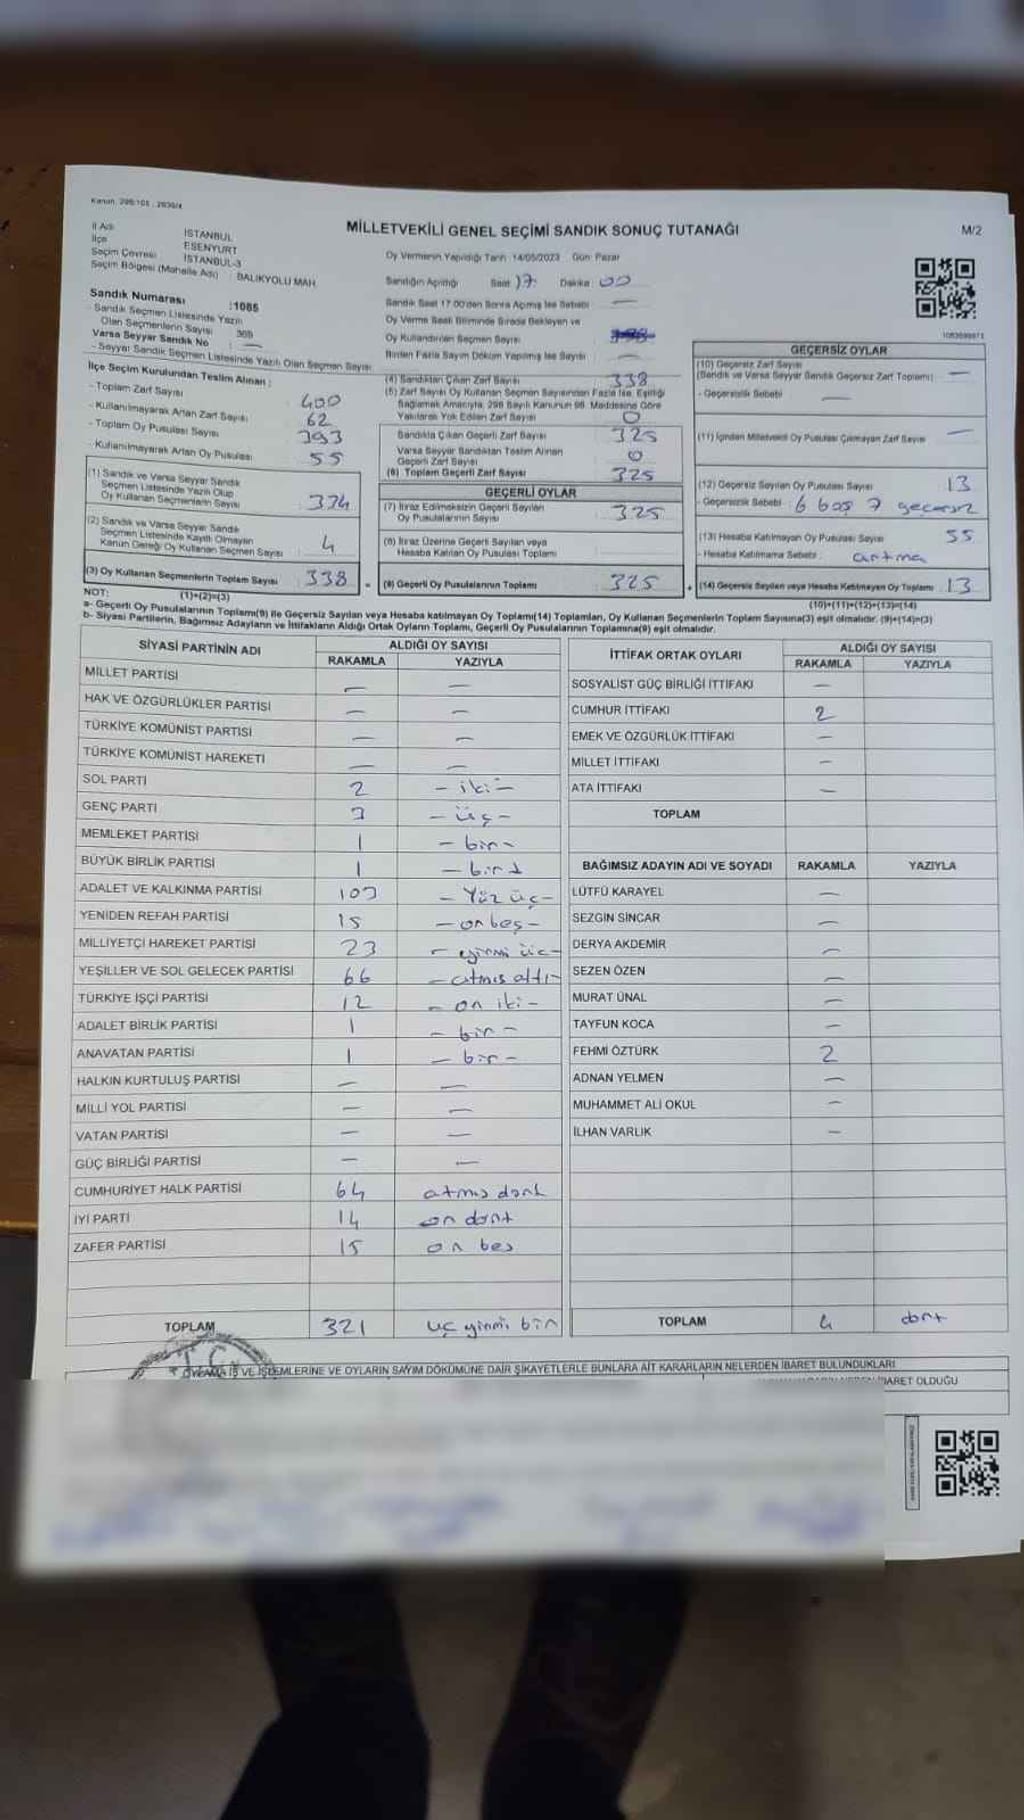 Kanun, 298/105 , 2839/4
MİLLETVEKİLİ GENEL SEÇİMİ SANDIK SONUÇ TUTANAĞI
M/2
İl Adı İSTANBUL
İlçe ESENYURT
Seçim Çevresi İSTANBUL-3
Seçim Bölgesi (Mahalle Adı) : BALIKYOLU MAH.
Sandık Numarası :1085
- Sandık Seçmen Listesinde Yazılı
Olan Seçmenlerin Sayısı
Varsa Seyyar Sandık No : —
- Seyyar Sandık Seçmen Listesinde Yazılı Olan Seçmen Sayısı
İlçe Seçim Kurulundan Teslim Alınan :
- Toplam Zarf Sayısı 400
- Kullanılmayarak Artan Zarf Sayısı 62
- Toplam Oy Pusulası Sayısı 393
- Kullanılmayarak Artan Oy Pusulası 55
(1) Sandık ve Varsa Seyyar Sandık
Seçmen Listesinde Yazılı Olup
Oy Kullanan Seçmenlerin Sayısı 334
(2) Sandık ve Varsa Seyyar Sandık
Seçmen Listesinde Kayıtlı Olmayan
Kanun Gereği Oy Kullanan Seçmen Sayısı 4
(3) Oy Kullanan Seçmenlerin Toplam Sayısı 338
Oy Vermenin Yapıldığı Tarih 14/05/2023 Gün: Pazar
Sandığın Açıldığı Saat 17: Dakika 00
Sandık Saat 17.00'den Sonra Açılmış İse Sebebi —
Oy Verme Saati Bitiminde Sırada Bekleyen ve
Oy Kullandırılan Seçmen Sayısı
Birden Fazla Sayım Döküm Yapılmış İse Sayısı —
(4) Sandıktan Çıkan Zarf Sayısı 338
(5) Zarf Sayısı Oy Kullanan Seçmen Sayısından Fazla İse, Eşitliği
Sağlamak Amacıyla, 298 Sayılı Kanunun 98. Maddesine Göre
Yakılarak Yok Edilen Zarf Sayısı 0
Sandıkta Çıkan Geçerli Zarf Sayısı 325
Varsa Seyyar Sandıktan Teslim Alınan
Geçerli Zarf Sayısı 0
(6) Toplam Geçerli Zarf Sayısı 325
GEÇERLİ OYLAR
(7) İtiraz Edilmeksizin Geçerli Sayılan
Oy Pusulalarının Sayısı 325
(8) İtiraz Üzerine Geçerli Sayılan veya
Hesaba Katılan Oy Pusulası Toplamı
(9) Geçerli Oy Pusulalarının Toplamı 325
GEÇERSİZ OYLAR
(10) Geçersiz Zarf Sayısı
(Sandık ve Varsa Seyyar Sandık Geçersiz Zarf Toplamı) —
- Geçersizlik Sebebi —
(11) İçinden Milletvekili Oy Pusulası Çıkmayan Zarf Sayısı —
(12) Geçersiz Sayılan Oy Pusulası Sayısı 13
- Geçersizlik Sebebi 6 boş 7 geçersiz
(13) Hesaba Katılmayan Oy Pusulası Sayısı 55
- Hesaba Katılmama Sebebi artma
(14) Geçersiz Sayılan veya Hesaba Katılmayan Oy Toplamı 13
NOT: (1)+(2)=(3)
(10)+(11)+(12)+(13)=(14)
a- Geçerli Oy Pusulalarının Toplamı(9) ile Geçersiz Sayılan veya Hesaba katılmayan Oy Toplamı(14) Toplamları, Oy Kullanan Seçmenlerin Toplam Sayısına(3) eşit olmalıdır. (9)+(14)=(3)
b- Siyasi Partilerin, Bağımsız Adayların ve İttifakların Aldığı Oyların Toplamı, Geçerli Oy Pusulalarının Toplamına(9) eşit olmalıdır.
SİYASİ PARTİNİN ADI ALDIĞI OY SAYISI
RAKAMLA YAZIYLA
MİLLET PARTİSİ — —
HAK VE ÖZGÜRLÜKLER PARTİSİ — —
TÜRKİYE KOMÜNİST PARTİSİ — —
TÜRKİYE KOMÜNİST HAREKETİ — —
SOL PARTİ 2 - iki -
GENÇ PARTİ 3 - üç -
MEMLEKET PARTİSİ 1 - bir -
BÜYÜK BİRLİK PARTİSİ 1 - bir -
ADALET VE KALKINMA PARTİSİ 103 - Yüz üç -
YENİDEN REFAH PARTİSİ 15 - on beş -
MİLLİYETÇİ HAREKET PARTİSİ 23 - yirmi üç -
YEŞİLLER VE SOL GELECEK PARTİSİ 66 - atmıs altı -
TÜRKİYE İŞÇİ PARTİSİ 12 - on iki -
ADALET BİRLİK PARTİSİ 1 - bir -
ANAVATAN PARTİSİ 1 - bir -
HALKIN KURTULUŞ PARTİSİ — —
MİLLİ YOL PARTİSİ — —
VATAN PARTİSİ — —
GÜÇ BİRLİĞİ PARTİSİ — —
CUMHURİYET HALK PARTİSİ 64 atmıs dört
İYİ PARTİ 14 on dört
ZAFER PARTİSİ 15 on bes
TOPLAM 321 üç yirmi bir
İTTİFAK ORTAK OYLARI ALDIĞI OY SAYISI
RAKAMLA YAZIYLA
SOSYALİST GÜÇ BİRLİĞİ İTTİFAKI —
CUMHUR İTTİFAKI 2
EMEK VE ÖZGÜRLÜK İTTİFAKI —
MİLLET İTTİFAKI —
ATA İTTİFAKI —
TOPLAM
BAĞIMSIZ ADAYIN ADI VE SOYADI RAKAMLA YAZIYLA
LÜTFÜ KARAYEL —
SEZGİN SİNCAR —
DERYA AKDEMİR —
SEZEN ÖZEN —
MURAT ÜNAL —
TAYFUN KOCA —
FEHMİ ÖZTÜRK 2
ADNAN YELMEN —
MUHAMMET ALİ OKUL —
İLHAN VARLIK —
TOPLAM 4 dört
İŞ VE İŞLEMLERİNE VE OYLARIN SAYIM DÖKÜMÜNE DAİR ŞİKAYETLERLE BUNLARA AİT KARARLARIN NELERDEN İBARET BULUNDUKLARI
İBARET OLDUĞU